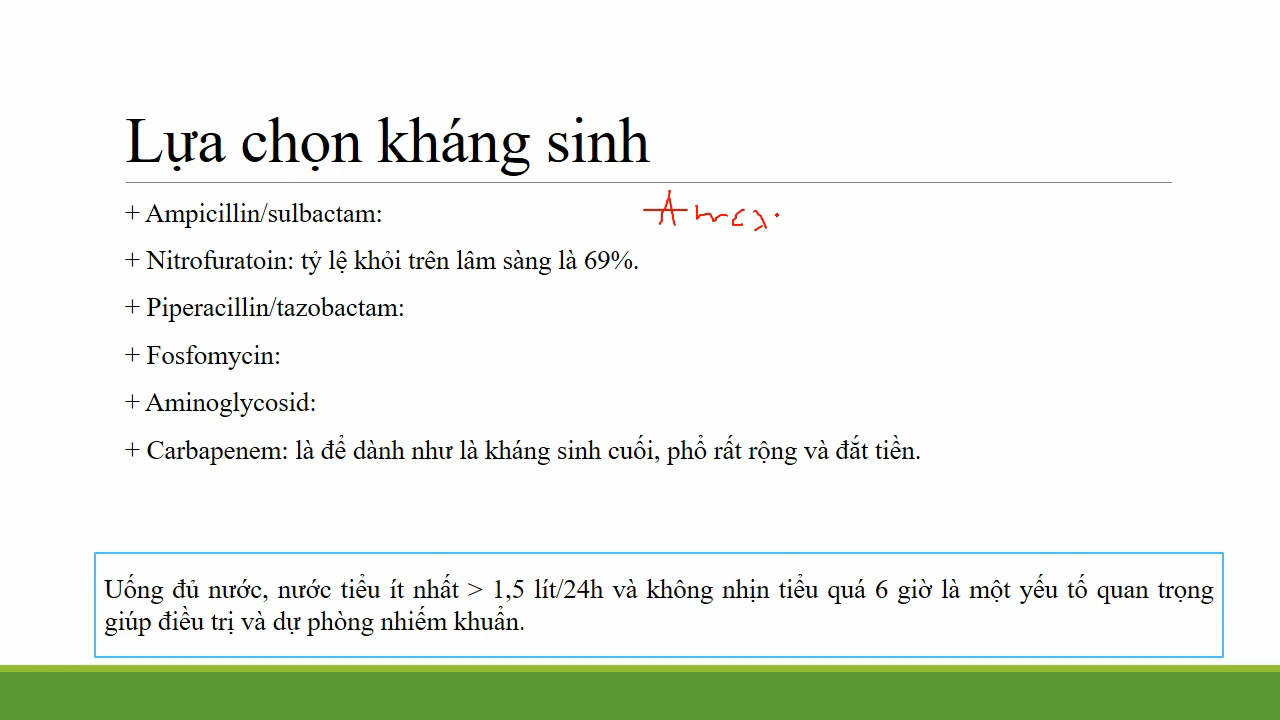 Lựa chọn kháng sinh
+ Ampicillin/sulbactam:
+ Nitrofuratoin: tỷ lệ khỏi trên lâm sàng là 69%.
+ Piperacillin/tazobactam:
+ Fosfomycin:
+ Aminoglycosid:
+ Carbapenem: là để dành như là kháng sinh cuối, phổ rất rộng và đắt tiền.
Uống đủ nước, nước tiểu ít nhất > 1,5 lít/24h và không nhịn tiểu quá 6 giờ là một yếu tố quan trọng
giúp điều trị và dự phòng nhiếm khuẩn.